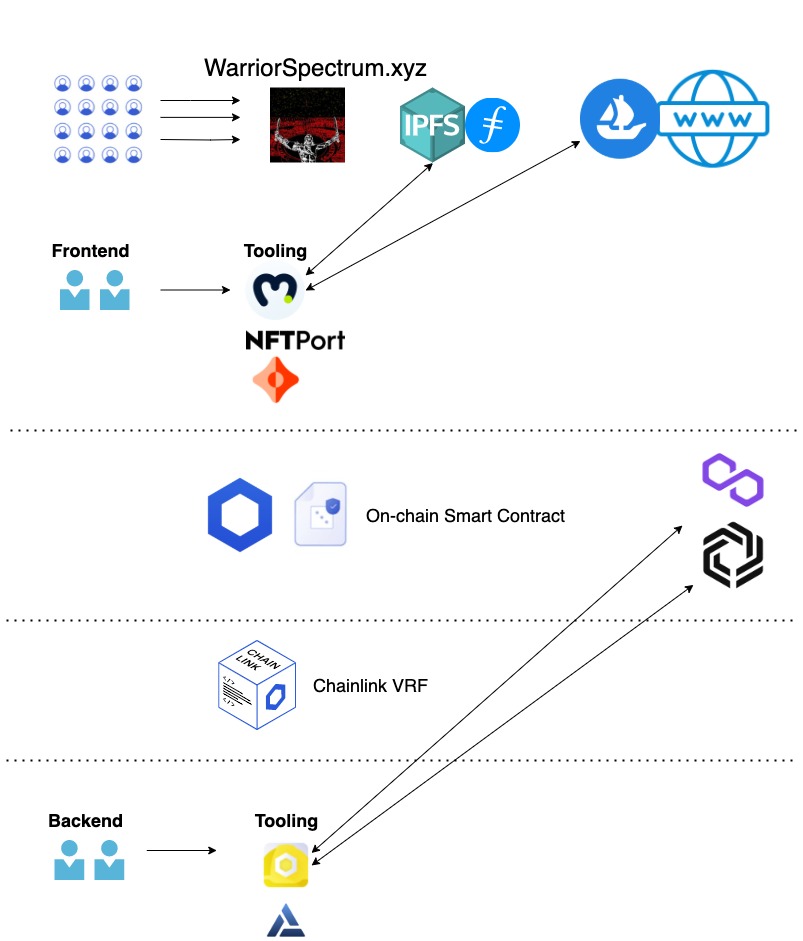 WarriorSpectrum.xyz
IPFS
WWW
Frontend
Tooling
NFTPort
On-chain Smart Contract
CHAIN
LINK
</>
</>
Chainlink VRF
Backend
Tooling